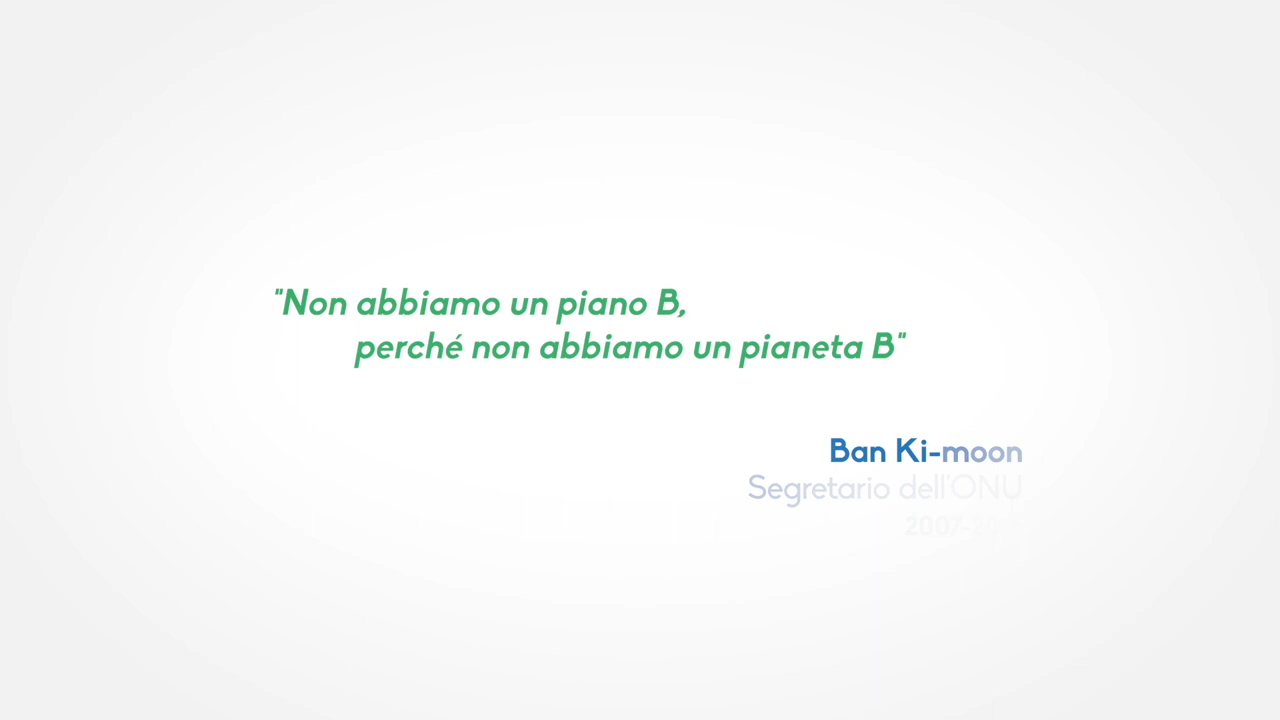 "Non abbiamo un piano B,
perché non abbiamo un pianeta B"
Ban Ki-moon
Segretario dell'ONU